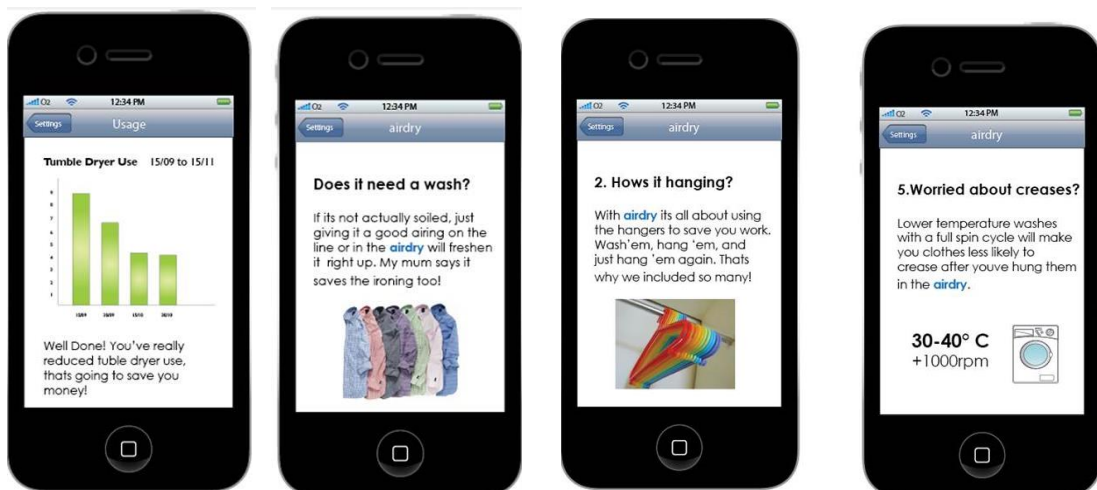 O2 12:34 PM
Settings Usage
Tumble Dryer Use 15/09 to 15/11
Well Done! You've really
reduced tuble dryer use,
thats going to save you
money!
O2 12:34 PM
Settings airdry
Does it need a wash?
If its not actually soiled, just
giving it a good airing on the
line or in the airdry will freshen
it right up. My mum says it
saves the ironing too!
O2 12:34 PM
Settings airdry
2. Hows it hanging?
With airdry its all about using
the hangers to save you work.
Wash'em, hang 'em, and
just hang 'em again. Thats
why we included so many!
O2 12:34 PM
Settings airdry
5.Worried about creases?
Lower temperature washes
with a full spin cycle will make
you clothes less likely to
crease after youve hung them
in the airdry.
30-40° C
+1000rpm